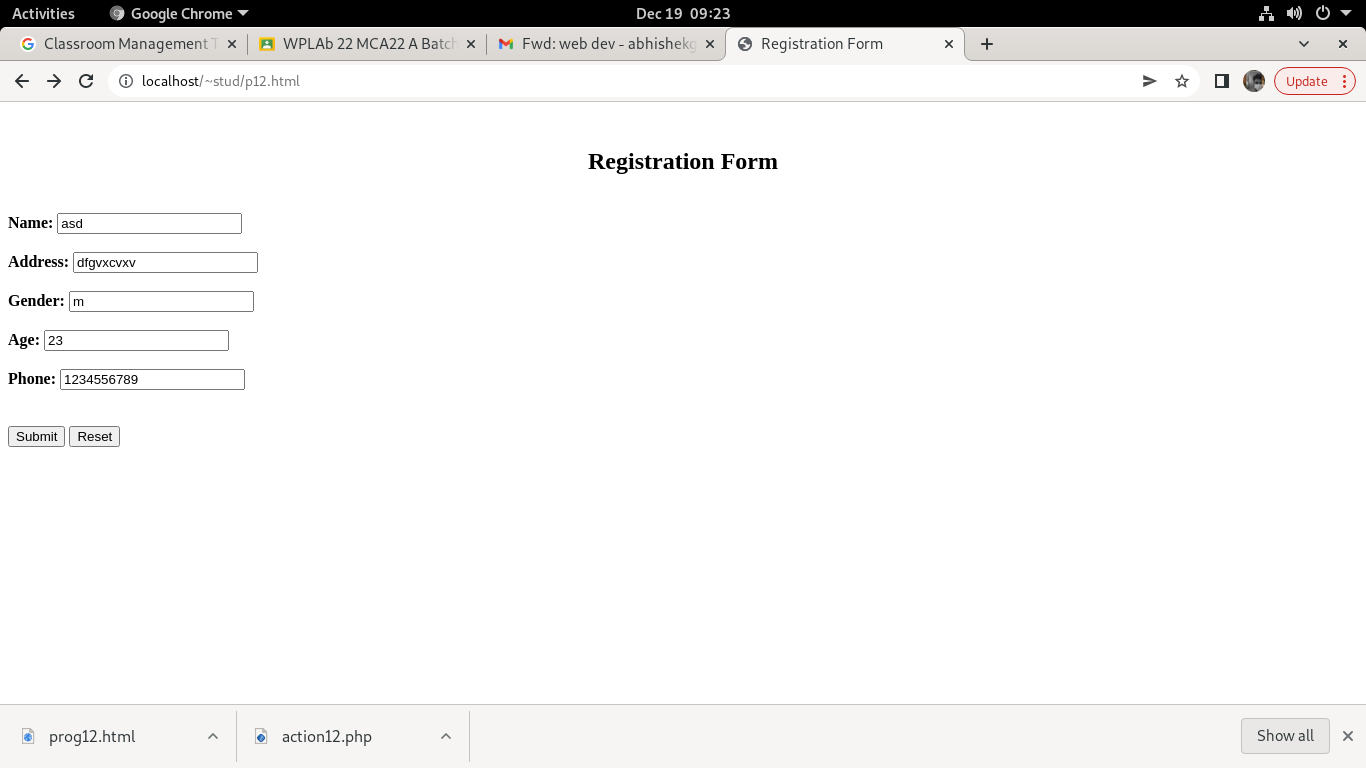 Activities Google Chrome Dec 19 09:23
Classroom Management T WPLAb 22 MCA22 A Batch Fwd: web dev - abhishekg Registration Form
localhost/~stud/p12.html Update
Registration Form
Name: asd
Address: dfgvxcvxv
Gender: m
Age: 23
Phone: 1234556789
Submit Reset
prog12.html action12.php Show all